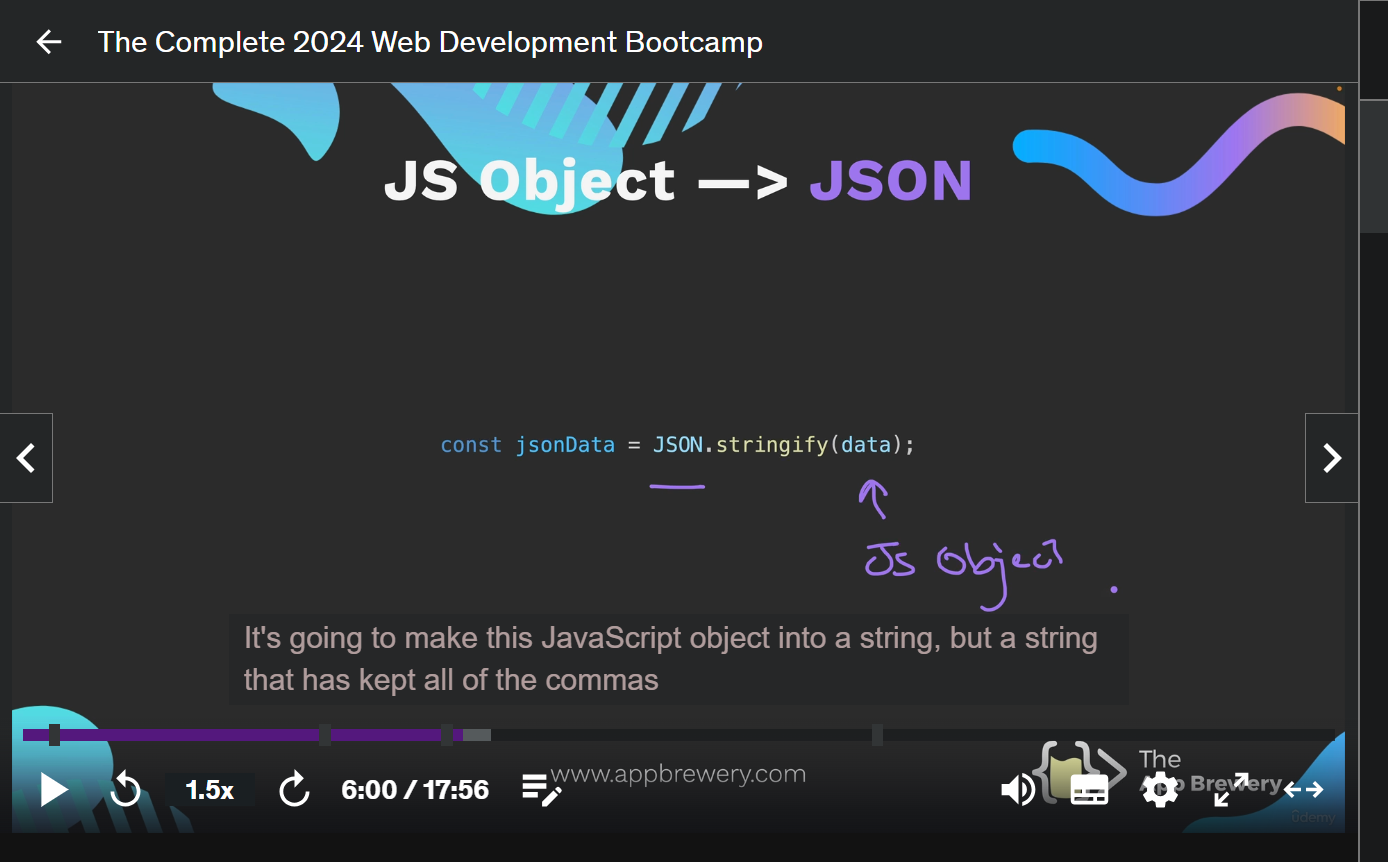 The Complete 2024 Web Development Bootcamp
JS Object —> JSON
const jsonData = JSON.stringify(data);
Js Object
It's going to make this JavaScript object into a string, but a string
that has kept all of the commas
1.5x
6:00 / 17:56
www.appbrewery.com
The
App Brewery
ûdemy